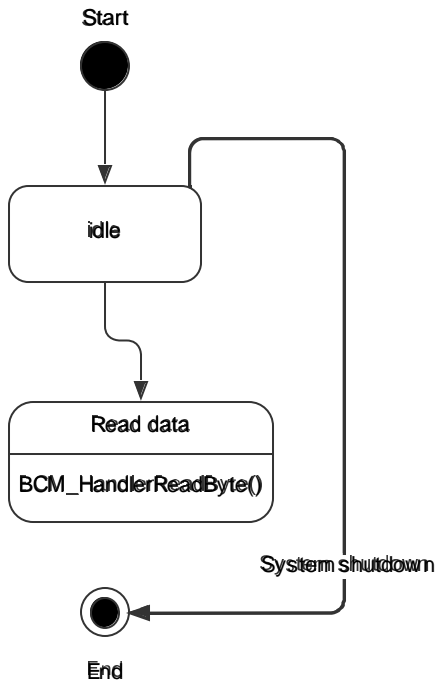 Start
idle
Read data
BCM_HandlerReadByte()
System shutdown
End